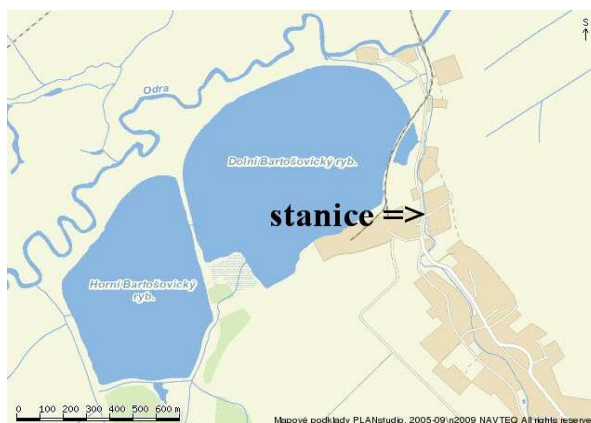 S
Odra
Dolní Bartošovický ryb.
stanice =>
Horní Bartošovický
ryb.
0 100 200 300 400 500 600 m
Mapové podklady PLANstudio, 2005-09\n2009 NAVTEQ All rights reserve